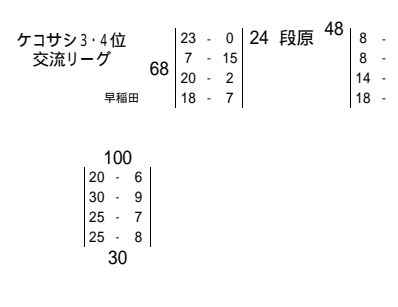 ケコサシ3・4位
交流リーグ
早稲田
68
23 - 0
7 - 15
20 - 2
18 - 7
24 段原
48
8 -
8 -
14 -
18 -
100
20 - 6
30 - 9
25 - 7
25 - 8
30